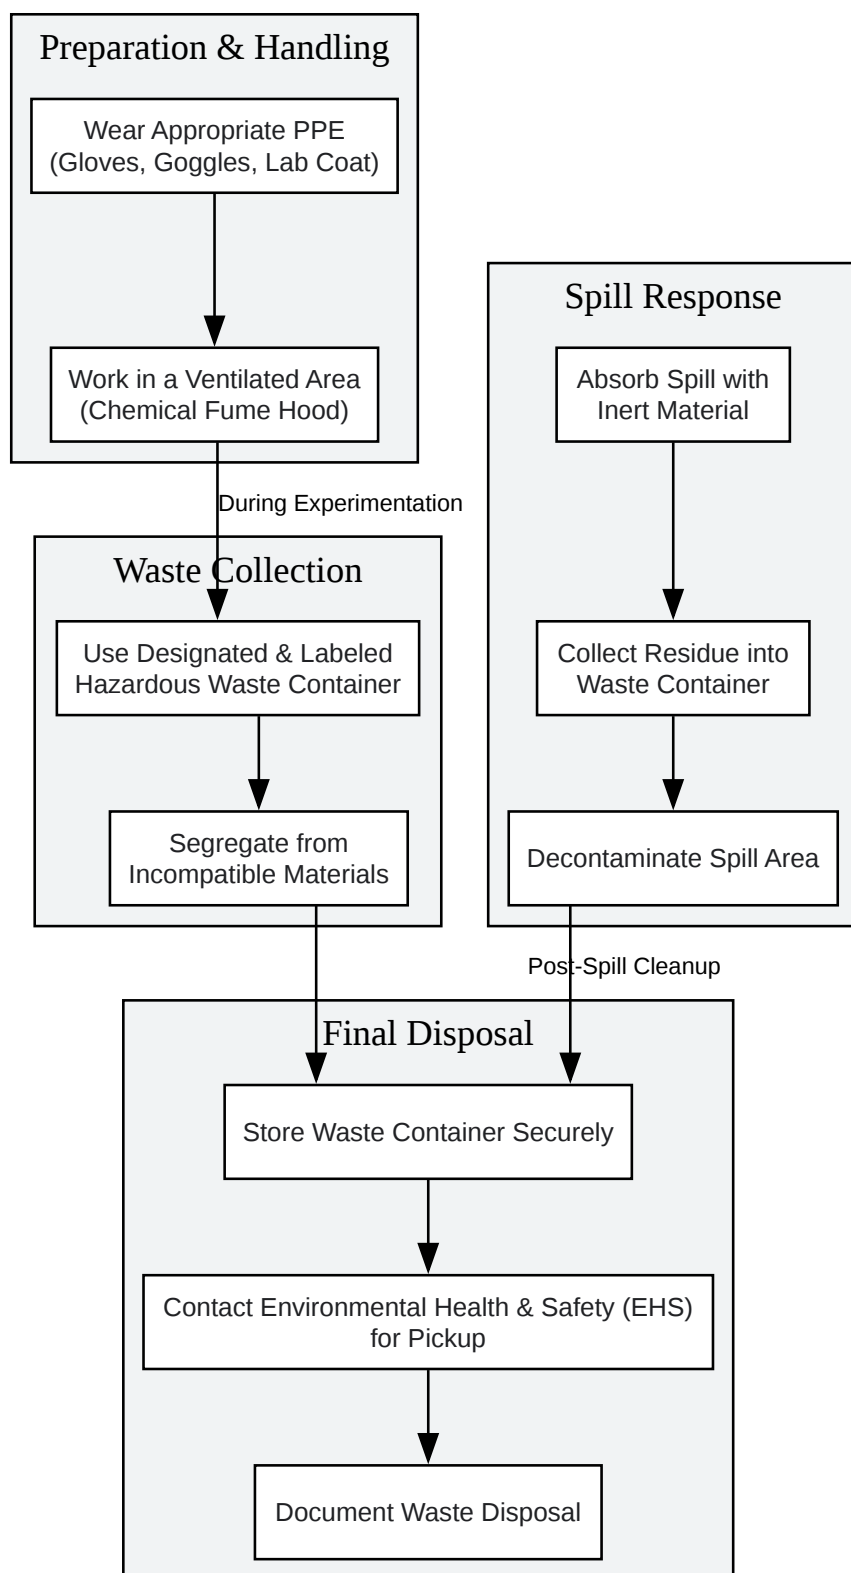 Preparation & Handling
Wear Appropriate PPE
(Gloves, Goggles, Lab Coat)
Work in a Ventilated Area
(Chemical Fume Hood)
During Experimentation
Waste Collection
Use Designated & Labeled
Hazardous Waste Container
Segregate from
Incompatible Materials
Spill Response
Absorb Spill with
Inert Material
Collect Residue into
Waste Container
Decontaminate Spill Area
Post-Spill Cleanup
Final Disposal
Store Waste Container Securely
Contact Environmental Health & Safety (EHS)
for Pickup
Document Waste Disposal